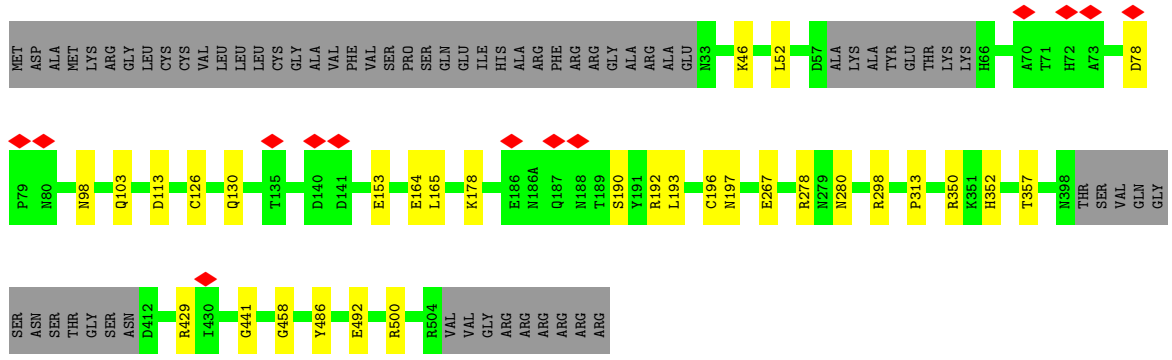 MET ASP ALA MET LYS ARG GLY LEU CYS CYS VAL LEU LEU LEU CYS GLY ALA VAL PHE VAL SER PRO SER GLN GLU ILE HIS ALA ARG PHE ARG ARG GLY ALA ARG ALA GLU N33 K46 L52 D57 ALA LYS ALA TYR GLU THR LYS LYS H66 A70 T71 H72 A73 D78
P79 N80 N98 Q103 D113 C126 Q130 T135 D140 D141 E153 E164 L165 K178 E186 N186A Q187 N188 T189 S190 Y191 R192 L193 C196 N197 E267 R278 N279 N280 R298 P313 R350 K351 H352 T357 N398 THR SER VAL GLN GLY
SER ASN SER THR GLY SER ASN D412 R429 I430 G441 G458 Y486 E492 R500 R504 VAL VAL GLY ARG ARG ARG ARG ARG ARG